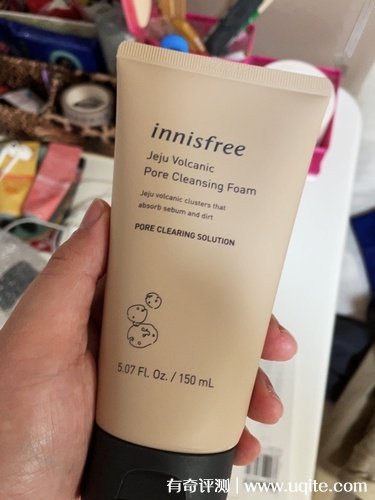 innisfree
Jeju Volcanic
Pore Cleansing Foam
Jeju volcanic clusters that
absorb sebum and dirt
PORE CLEARING SOLUTION
5.07 Fl. Oz. / 150 mL
有奇评测 | www.uqite.com